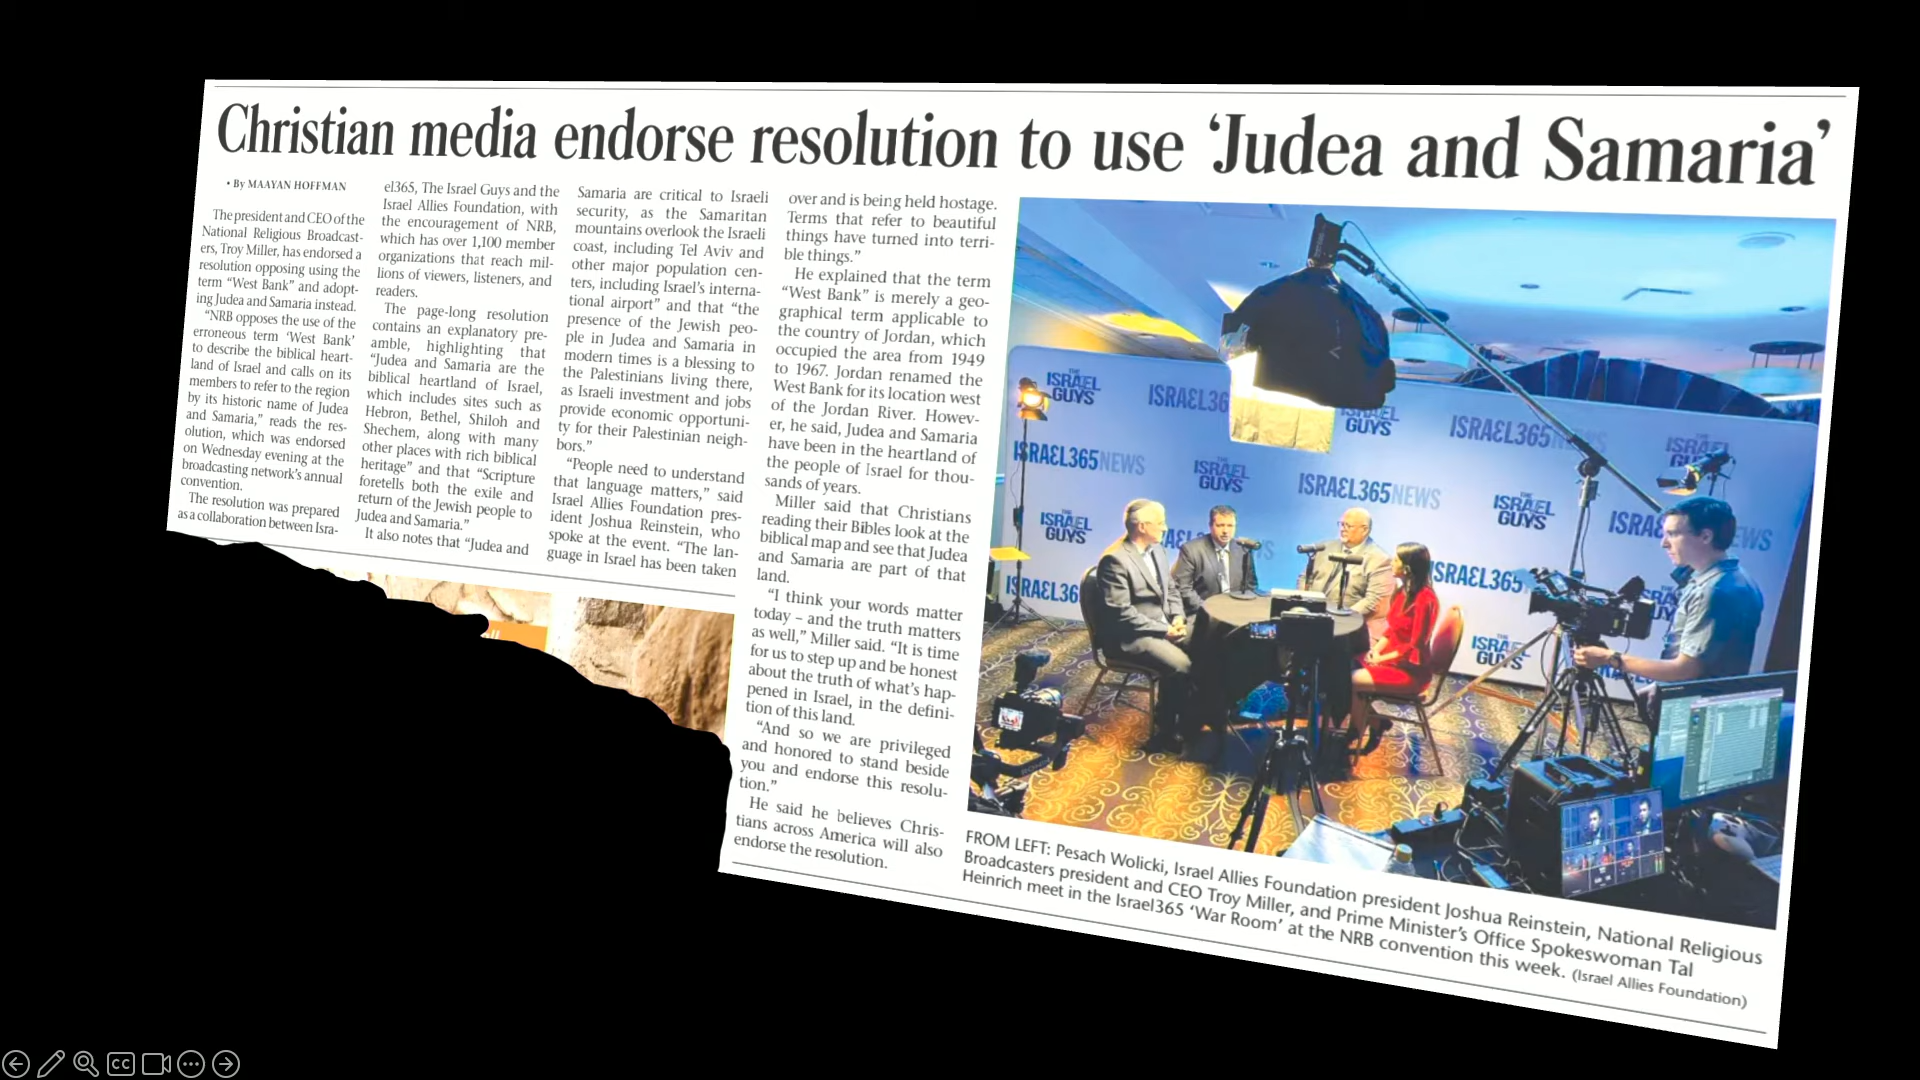 Christian media endorse resolution to use ‘Judea and Samaria’
• By MAAYAN HOFFMAN
The president and CEO of the
National Religious Broadcast-
ers, Troy Miller, has endorsed a
resolution opposing using the
term “West Bank” and adopt-
ing Judea and Samaria instead.
“NRB opposes the use of the
erroneous term ‘West Bank’
to describe the biblical heart-
land of Israel and calls on its
members to refer to the region
by its historic name of Judea
and Samaria,” reads the res-
olution, which was endorsed
on Wednesday evening at the
broadcasting network’s annual
convention.
The resolution was prepared
as a collaboration between Isra-
el365, The Israel Guys and the
Israel Allies Foundation, with
the encouragement of NRB,
which has over 1,100 member
organizations that reach mil-
lions of viewers, listeners, and
readers.
The page-long resolution
contains an explanatory pre-
amble, highlighting that
“Judea and Samaria are the
biblical heartland of Israel,
which includes sites such as
Hebron, Bethel, Shiloh and
Shechem, along with many
other places with rich biblical
heritage” and that “Scripture
foretells both the exile and
return of the Jewish people to
Judea and Samaria.”
It also notes that “Judea and
Samaria are critical to Israeli
security, as the Samaritan
mountains overlook the Israeli
coast, including Tel Aviv and
other major population cen-
ters, including Israel’s interna-
tional airport” and that “the
presence of the Jewish peo-
ple in Judea and Samaria in
modern times is a blessing to
the Palestinians living there,
as Israeli investment and jobs
provide economic opportuni-
ty for their Palestinian neigh-
bors.”
“People need to understand
that language matters,” said
Israel Allies Foundation pres-
ident Joshua Reinstein, who
spoke at the event. “The lan-
guage in Israel has been taken
over and is being held hostage.
Terms that refer to beautiful
things have turned into terri-
ble things.”
He explained that the term
“West Bank” is merely a geo-
graphical term applicable to
the country of Jordan, which
occupied the area from 1949
to 1967. Jordan renamed the
West Bank for its location west
of the Jordan River. Howev-
er, he said, Judea and Samaria
have been in the heartland of
the people of Israel for thou-
sands of years.
Miller said that Christians
reading their Bibles look at the
biblical map and see that Judea
and Samaria are part of that
land.
“I think your words matter
today – and the truth matters
as well,” Miller said. “It is time
for us to step up and be honest
about the truth of what’s hap-
pened in Israel, in the defini-
tion of this land.
“And so we are privileged
and honored to stand beside
you and endorse this resolu-
tion.”
He said he believes Chris-
tians across America will also
endorse the resolution.
THE ISRAEL GUYS
ISRAEL365NEWS
THE ISRAEL GUYS
ISRAEL365NEWS
ISRAEL365NEWS
THE ISRAEL GUYS
ISRAEL365NEWS
THE ISRAEL GUYS
THE ISRAEL GUYS
ISRAEL365
THE ISRAEL GUYS
FROM LEFT: Pesach Wolicki, Israel Allies Foundation president Joshua Reinstein, National Religious
Broadcasters president and CEO Troy Miller, and Prime Minister’s Office Spokeswoman Tal
Heinrich meet in the Israel365 ‘War Room’ at the NRB convention this week. (Israel Allies Foundation)
CC